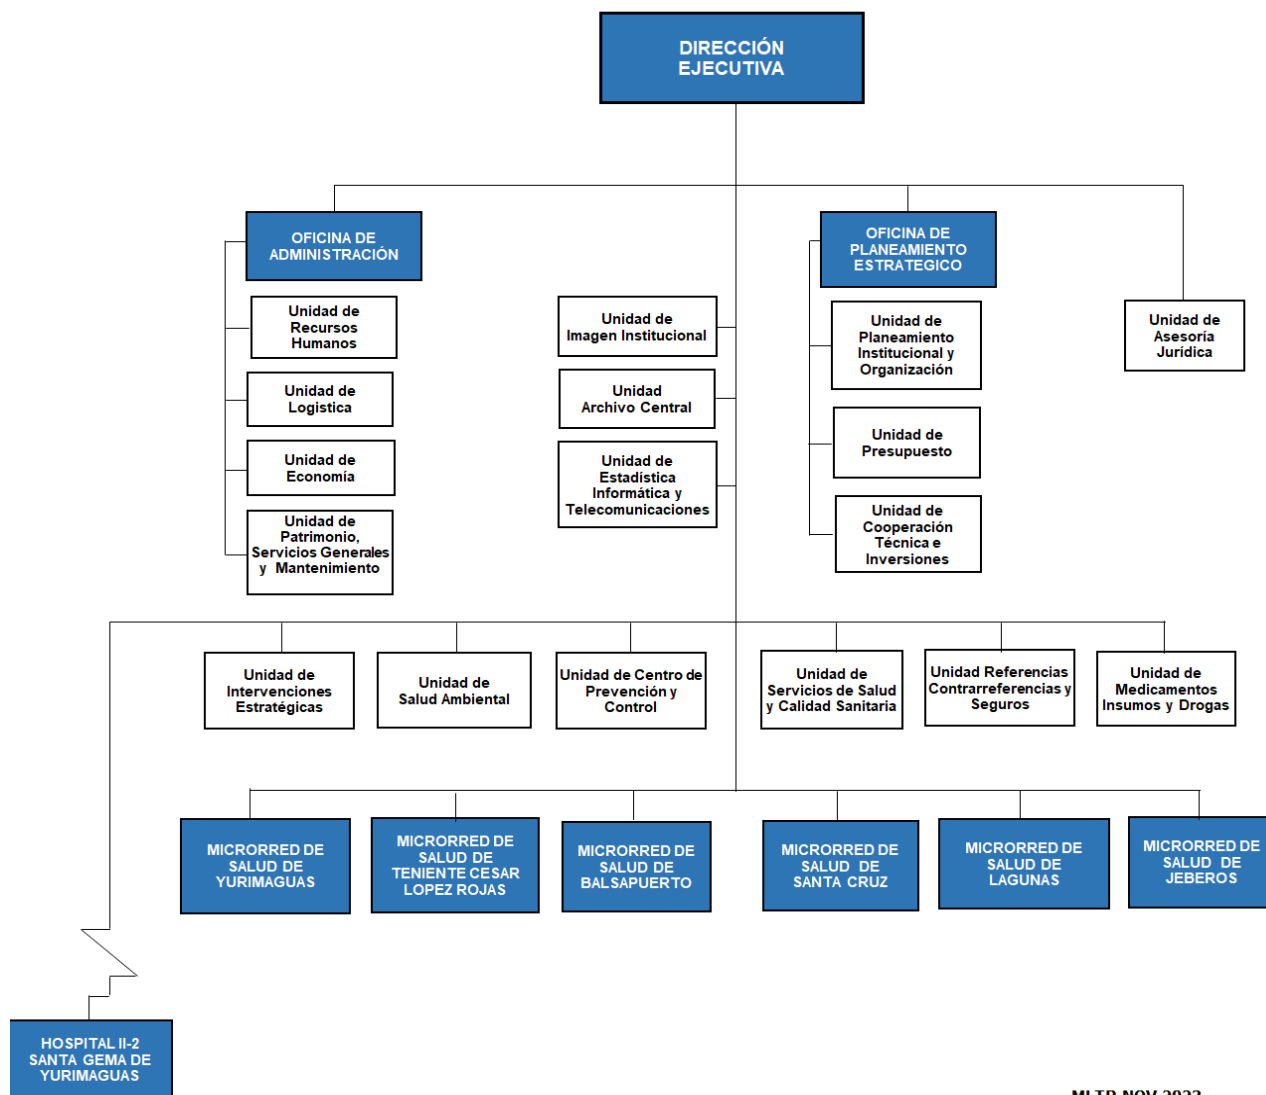 DIRECCIÓN
EJECUTIVA
OFICINA DE
ADMINISTRACIÓN
OFICINA DE
PLANEAMIENTO
ESTRATEGICO
Unidad de
Recursos
Humanos
Unidad de
Logistica
Unidad de
Economía
Unidad de
Patrimonio,
Servicios Generales
y Mantenimiento
Unidad de
Imagen Institucional
Unidad
Archivo Central
Unidad de
Estadística
Informática y
Telecomunicaciones
Unidad de
Planeamiento
Institucional y
Organización
Unidad de
Presupuesto
Unidad de
Cooperación
Técnica e
Inversiones
Unidad de
Asesoría
Jurídica
Unidad de
Intervenciones
Estratégicas
Unidad de
Salud Ambiental
Unidad de Centro de
Prevención y
Control
Unidad de
Servicios de Salud
y Calidad Sanitaria
Unidad Referencias
Contrarreferencias y
Seguros
Unidad de
Medicamentos
Insumos y Drogas
MICRORRED DE
SALUD DE
YURIMAGUAS
MICRORRED DE
SALUD DE
TENIENTE CESAR
LOPEZ ROJAS
MICRORRED DE
SALUD DE
BALSAPUERTO
MICRORRED DE
SALUD DE
SANTA CRUZ
MICRORRED DE
SALUD DE
LAGUNAS
MICRORRED DE
SALUD DE
JEBEROS
HOSPITAL II-2
SANTA GEMA DE
YURIMAGUAS